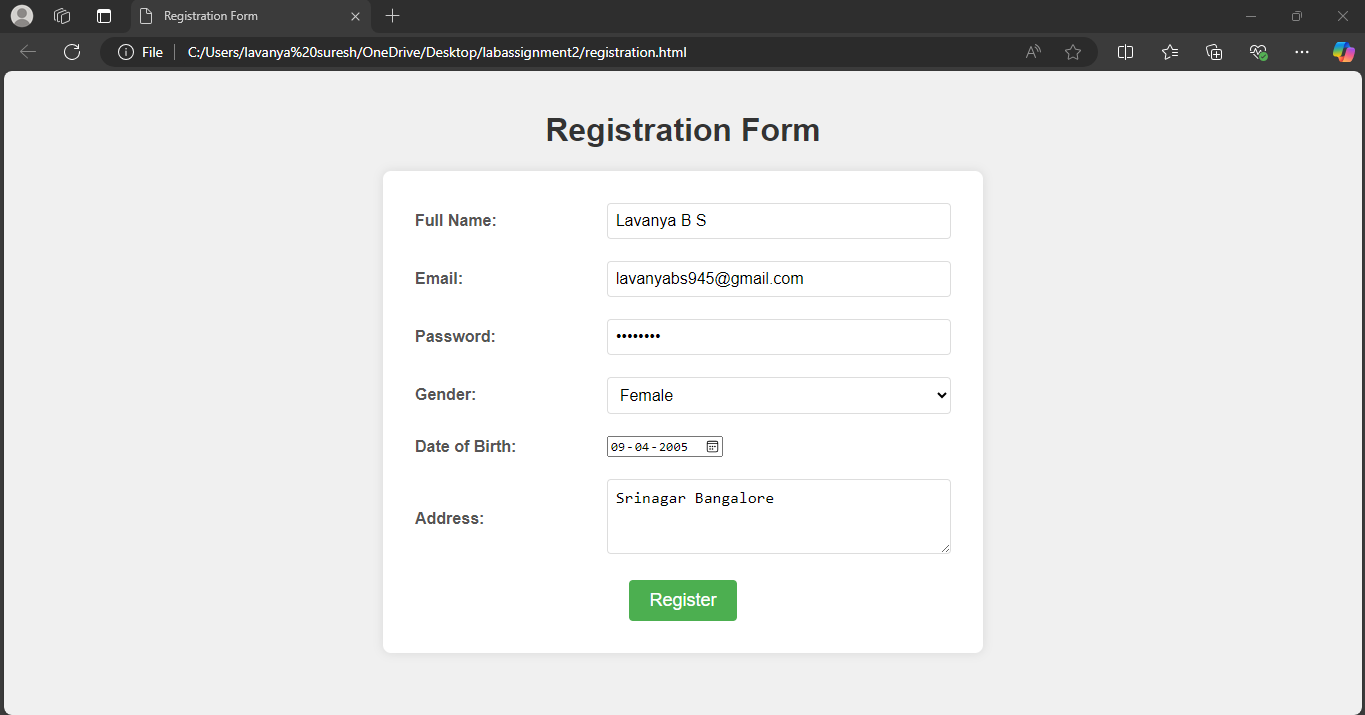 Registration Form
File C:/Users/lavanya%20suresh/OneDrive/Desktop/labassignment2/registration.html
Registration Form
Full Name: Lavanya B S
Email: lavanyabs945@gmail.com
Password: ••••••••
Gender: Female
Date of Birth: 09-04-2005
Address: Srinagar Bangalore
Register